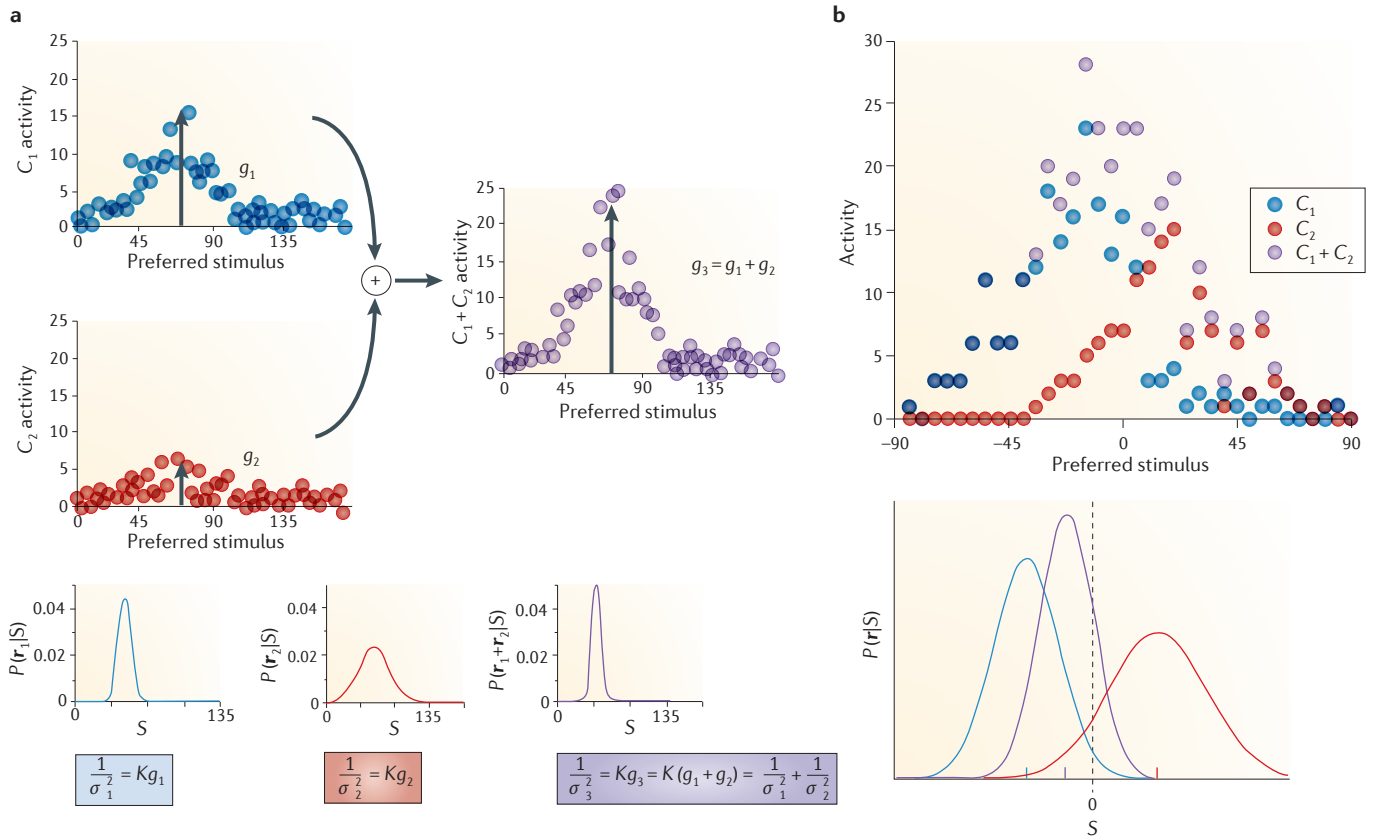 a
25
20
15
10
5
0
C₁ activity
g₁
0 45 90 135
Preferred stimulus
25
20
15
10
5
0
C₂ activity
g₂
0 45 90 135
Preferred stimulus
+
25
20
15
10
5
0
C₁ + C₂ activity
g₃ = g₁ + g₂
0 45 90 135
Preferred stimulus
0.04
0.02
0
P(r₁|S)
0 135
S
1/σ²₁ = Kg₁
0.04
0.02
0
P(r₂|S)
0 135
S
1/σ²₂ = Kg₂
0.04
0.02
0
P(r₁+r₂|S)
0 135
S
1/σ²₃ = Kg₃ = K(g₁ + g₂) = 1/σ²₁ + 1/σ²₂
b
30
25
20
15
10
5
0
Activity
C₁
C₂
C₁ + C₂
−90 −45 0 45 90
Preferred stimulus
P(r|S)
0
S